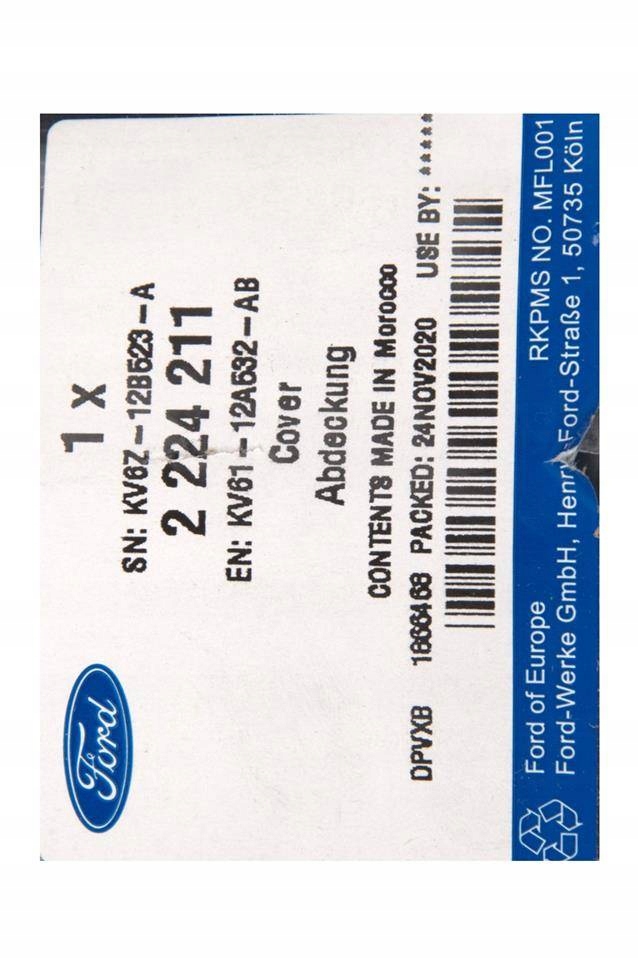 Ford
1 x
SN: KV6Z-12B523-A
2 224 211
EN: KV61-12A532-AB
Cover
Abdeckung
CONTENTS MADE IN Morocco
DPVXB 1666468 PACKED: 24NOV2020 USE BY: *****
Ford of Europe RKPMS NO. MFL001
Ford-Werke GmbH, Henry-Ford-Straße 1, 50735 Köln